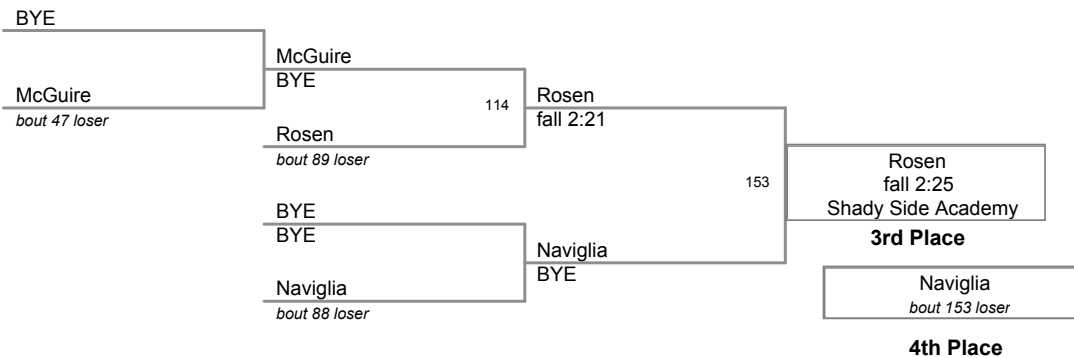 BYE
McGuire
bout 47 loser
McGuire
BYE
114
Rosen
bout 89 loser
BYE
BYE
Naviglia
bout 88 loser
Rosen
fall 2:21
153
Naviglia
BYE
Rosen
fall 2:25
Shady Side Academy
3rd Place
Naviglia
bout 153 loser
4th Place